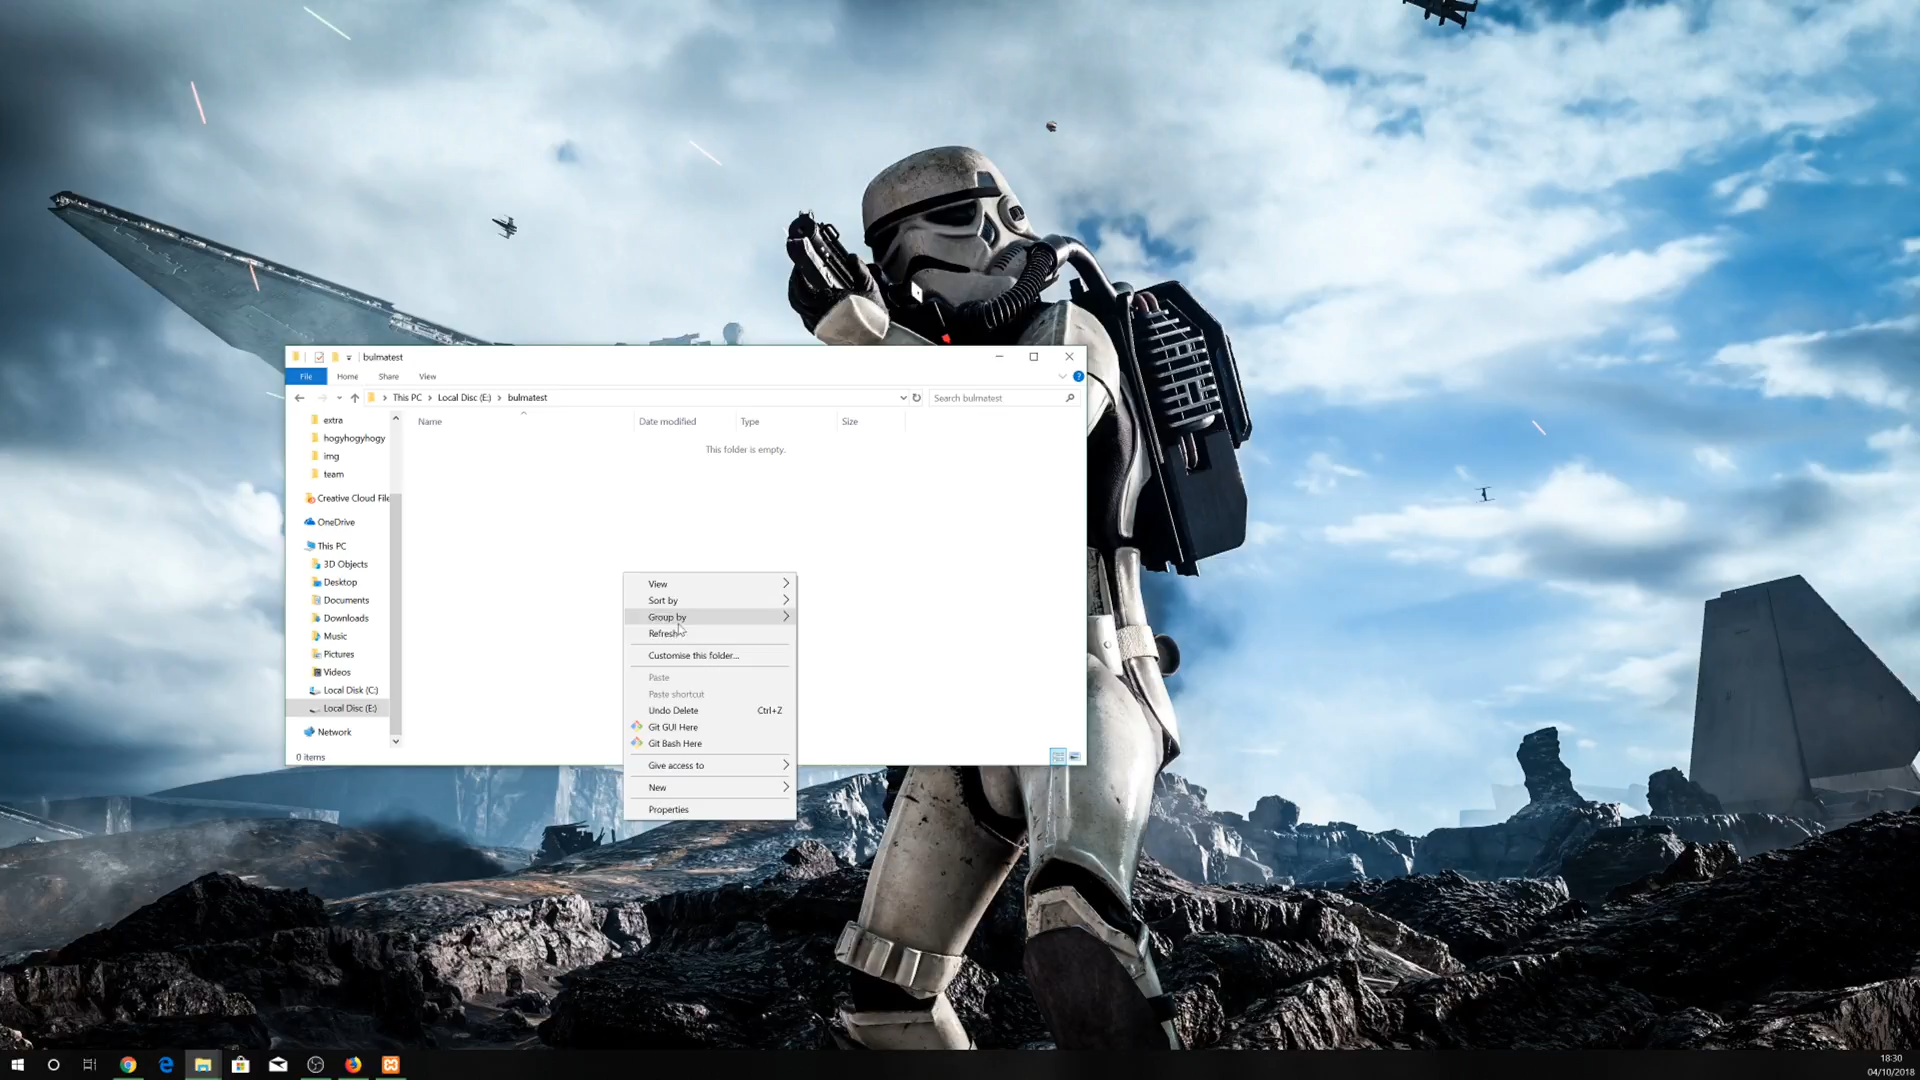 bulmatest
File Home Share View
This PC Local Disc (E:) bulmatest
Search bulmatest
Name Date modified Type Size
This folder is empty.
extra
hogyhogyhogy
img
team
Creative Cloud File
OneDrive
This PC
3D Objects
Desktop
Documents
Downloads
Music
Pictures
Videos
Local Disk (C:)
Local Disc (E:)
Network
0 items
View
Sort by
Group by
Refresh
Customise this folder...
Paste
Paste shortcut
Undo Delete Ctrl+Z
Git GUI Here
Git Bash Here
Give access to
New
Properties
18:30
04/10/2018